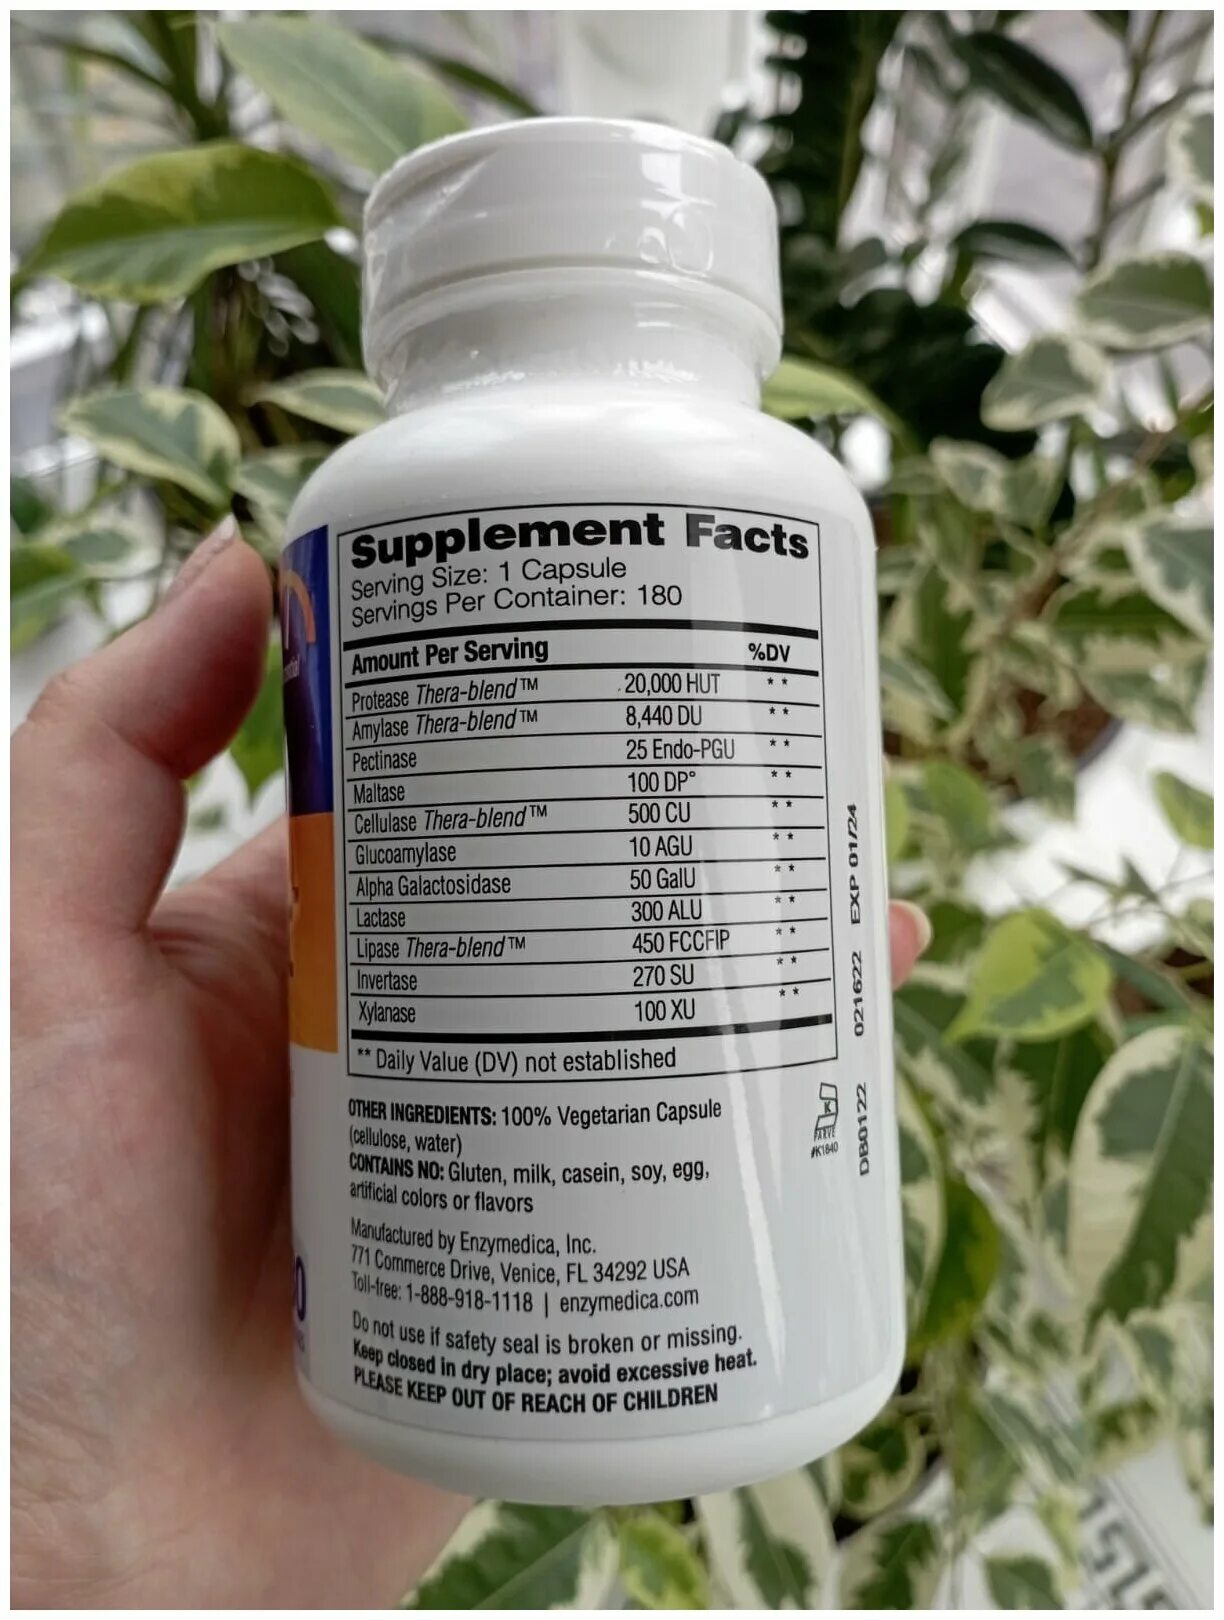 Supplement Facts
Serving Size: 1 Capsule
Servings Per Container: 180
Amount Per Serving %DV
Protease Thera-blend™ 20,000 HUT **
Amylase Thera-blend™ 8,440 DU **
Pectinase 25 Endo-PGU **
Maltase 100 DP° **
Cellulase Thera-blend™ 500 CU **
Glucoamylase 10 AGU **
Alpha Galactosidase 50 GalU **
Lactase 300 ALU **
Lipase Thera-blend™ 450 FCCFIP **
Invertase 270 SU **
Xylanase 100 XU **
** Daily Value (DV) not established
OTHER INGREDIENTS: 100% Vegetarian Capsule
(cellulose, water)
CONTAINS NO: Gluten, milk, casein, soy, egg,
artificial colors or flavors
Manufactured by Enzymedica, Inc.
771 Commerce Drive, Venice, FL 34292 USA
Toll-free: 1-888-918-1118 | enzymedica.com
Do not use if safety seal is broken or missing.
Keep closed in dry place; avoid excessive heat.
PLEASE KEEP OUT OF REACH OF CHILDREN
K
PARVE
#K1840
DB0122 021622 EXP 01/24